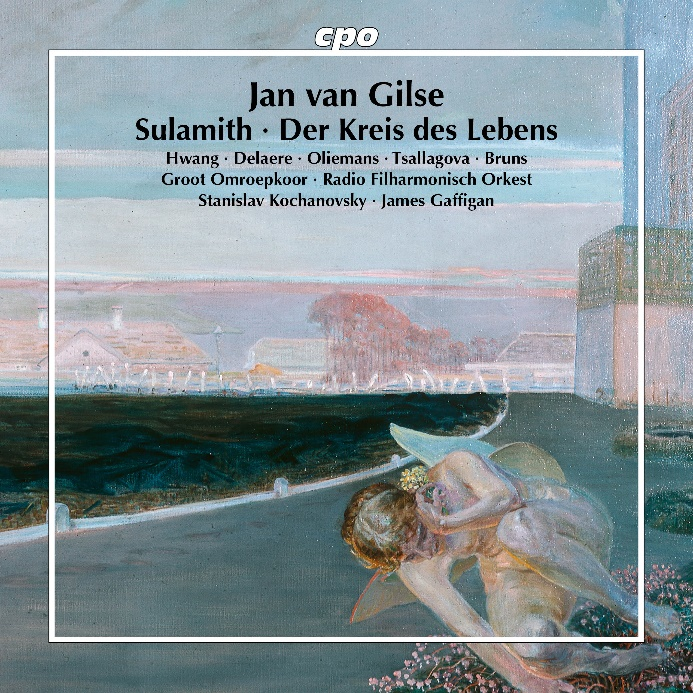 cpo
Jan van Gilse
Sulamith · Der Kreis des Lebens
Hwang · Delaere · Oliemans · Tsallagova · Bruns
Groot Omroepkoor · Radio Filharmonisch Orkest
Stanislav Kochanovsky · James Gaffigan